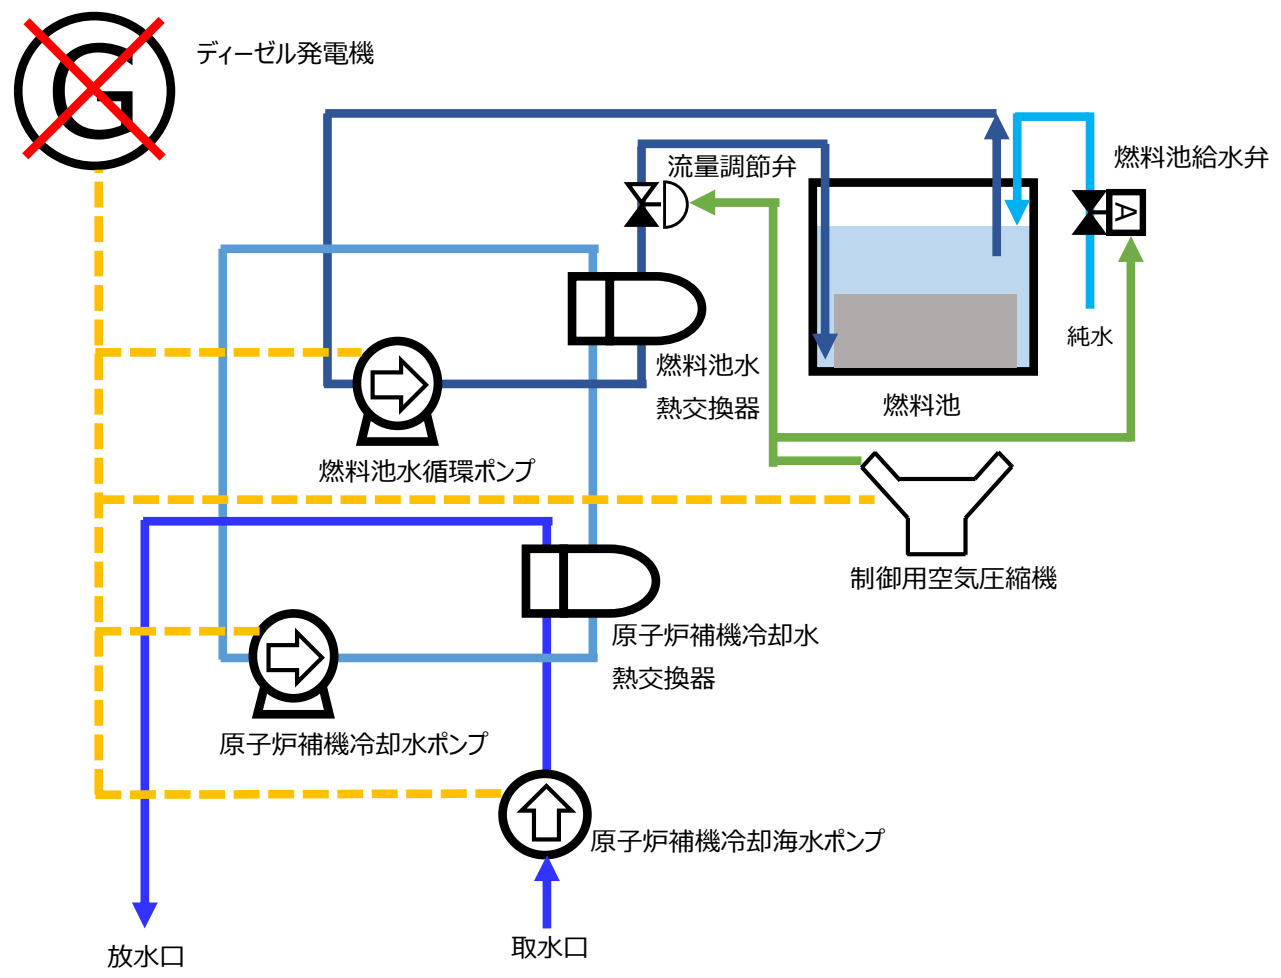 G
ディーゼル発電機
流量調節弁
燃料池給水弁
A
純水
燃料池水
熱交換器
燃料池
燃料池水循環ポンプ
制御用空気圧縮機
原子炉補機冷却水
熱交換器
原子炉補機冷却水ポンプ
原子炉補機冷却海水ポンプ
放水口
取水口